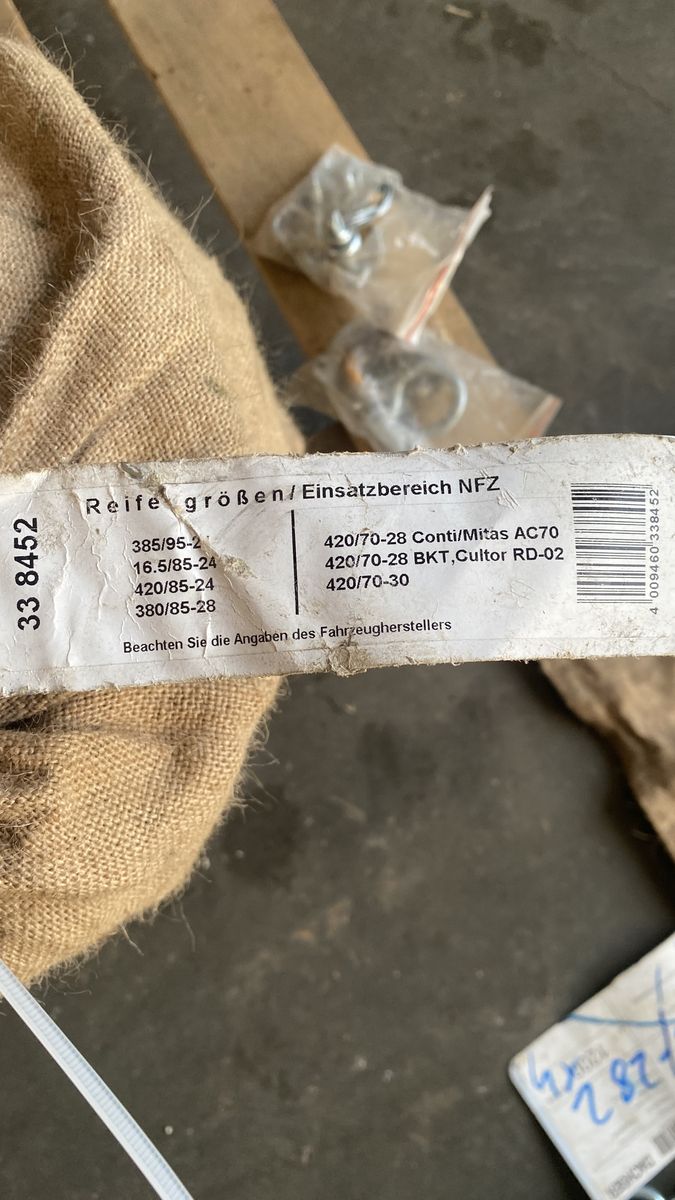 33 8452
Reife größen/Einsatzbereich NFZ
385/95-2
16.5/85-24
420/85-24
380/85-28
420/70-28 Conti/Mitas AC70
420/70-28 BKT,Cultor RD-02
420/70-30
Beachten Sie die Angaben des Fahrzeugherstellers
4 009460 338452
282